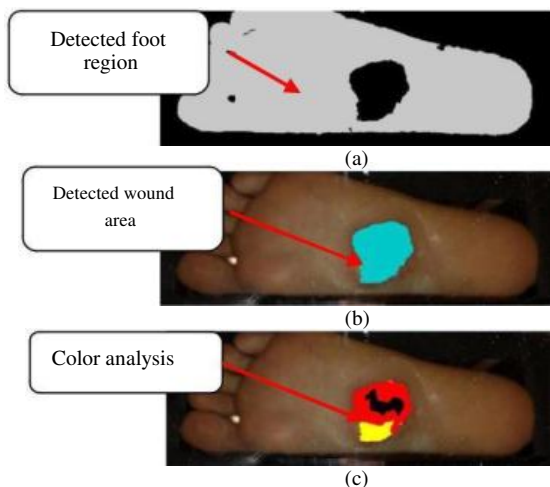 Detected foot
region
(a)
Detected wound
area
(b)
Color analysis
(c)